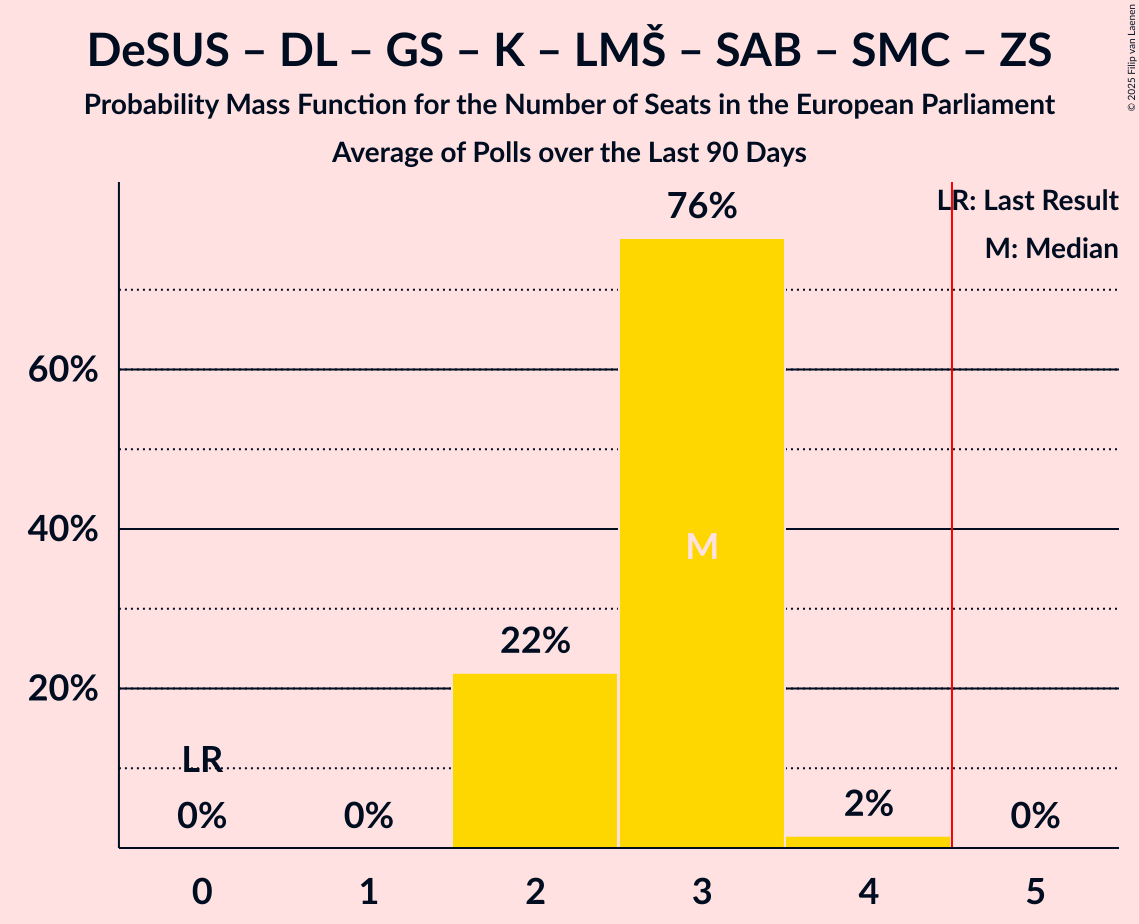 DeSUS – DL – GS – K – LMŠ – SAB – SMC – ZS
Probability Mass Function for the Number of Seats in the European Parliament
Average of Polls over the Last 90 Days
© 2025 Filip van Laenen
LR: Last Result
M: Median
76%
60%
40%
M
22%
20%
LR
0%
0%
2%
0%
0
1
2
3
4
5